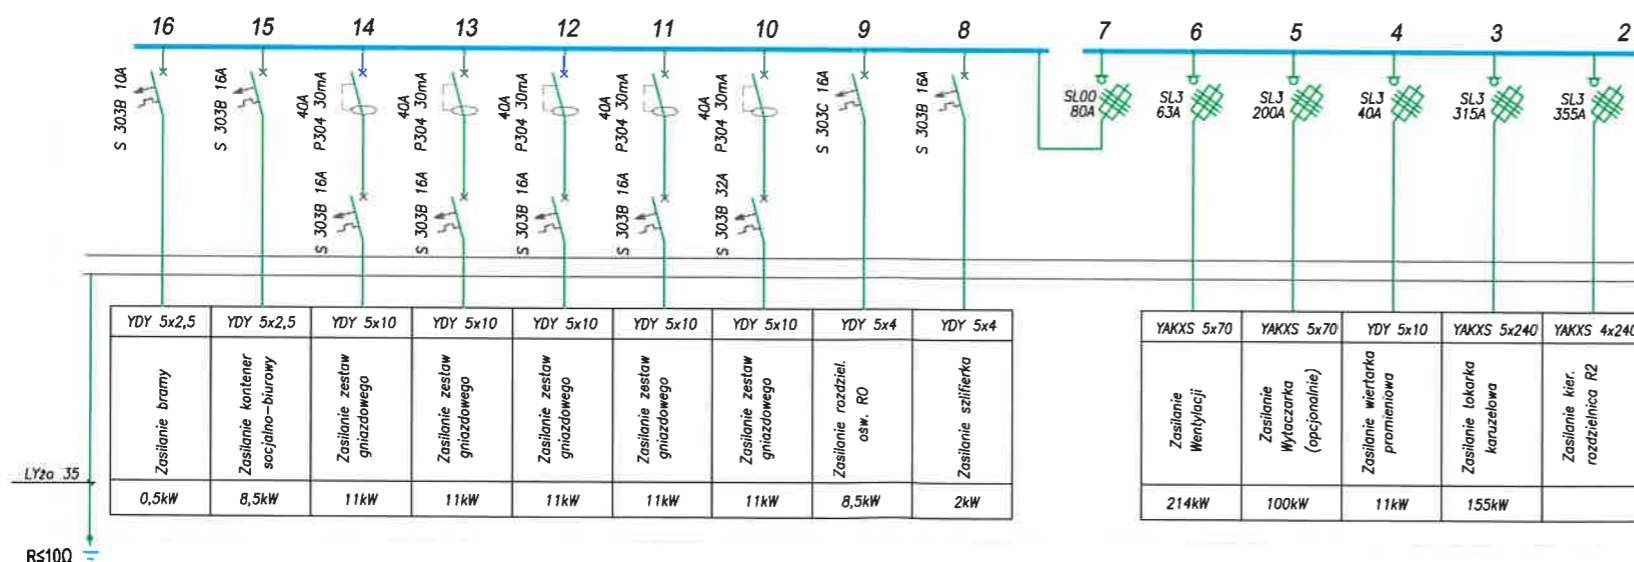 16 15 14 13 12 11 10 9 8 7 6 5 4 3 2
S 303B 10A
S 303B 16A
40A
P304 30mA
S 303B 16A
40A
P304 30mA
S 303B 16A
40A
P304 30mA
S 303B 16A
40A
P304 30mA
S 303B 16A
40A
P304 30mA
S 303B 32A
S 303C 16A
S 303B 16A
SL00
80A
SL3
63A
SL3
200A
SL3
40A
SL3
315A
SL3
355A
YDY 5x2,5 YDY 5x2,5 YDY 5x10 YDY 5x10 YDY 5x10 YDY 5x10 YDY 5x10 YDY 5x4 YDY 5x4
Zasilanie bramy
Zasilanie kontener
socjalno-biurowy
Zasilanie zestaw
gniazdowego
Zasilanie zestaw
gniazdowego
Zasilanie zestaw
gniazdowego
Zasilanie zestaw
gniazdowego
Zasilanie zestaw
gniazdowego
Zasilanie rozdziel.
ośw. RO
Zasilanie szlifierka
0,5kW 8,5kW 11kW 11kW 11kW 11kW 11kW 8,5kW 2kW
YAKXS 5x70 YAKXS 5x70 YDY 5x10 YAKXS 5x240 YAKXS 4x240
Zasilanie
Wentylacji
Zasilanie
Wytaczarka
(opcjonalnie)
Zasilanie wiertarka
promieniowa
Zasilanie tokarka
karuzelowa
Zasilanie kier.
rozdzielnica R2
214kW 100kW 11kW 155kW
LYżo 35
R≤10Ω